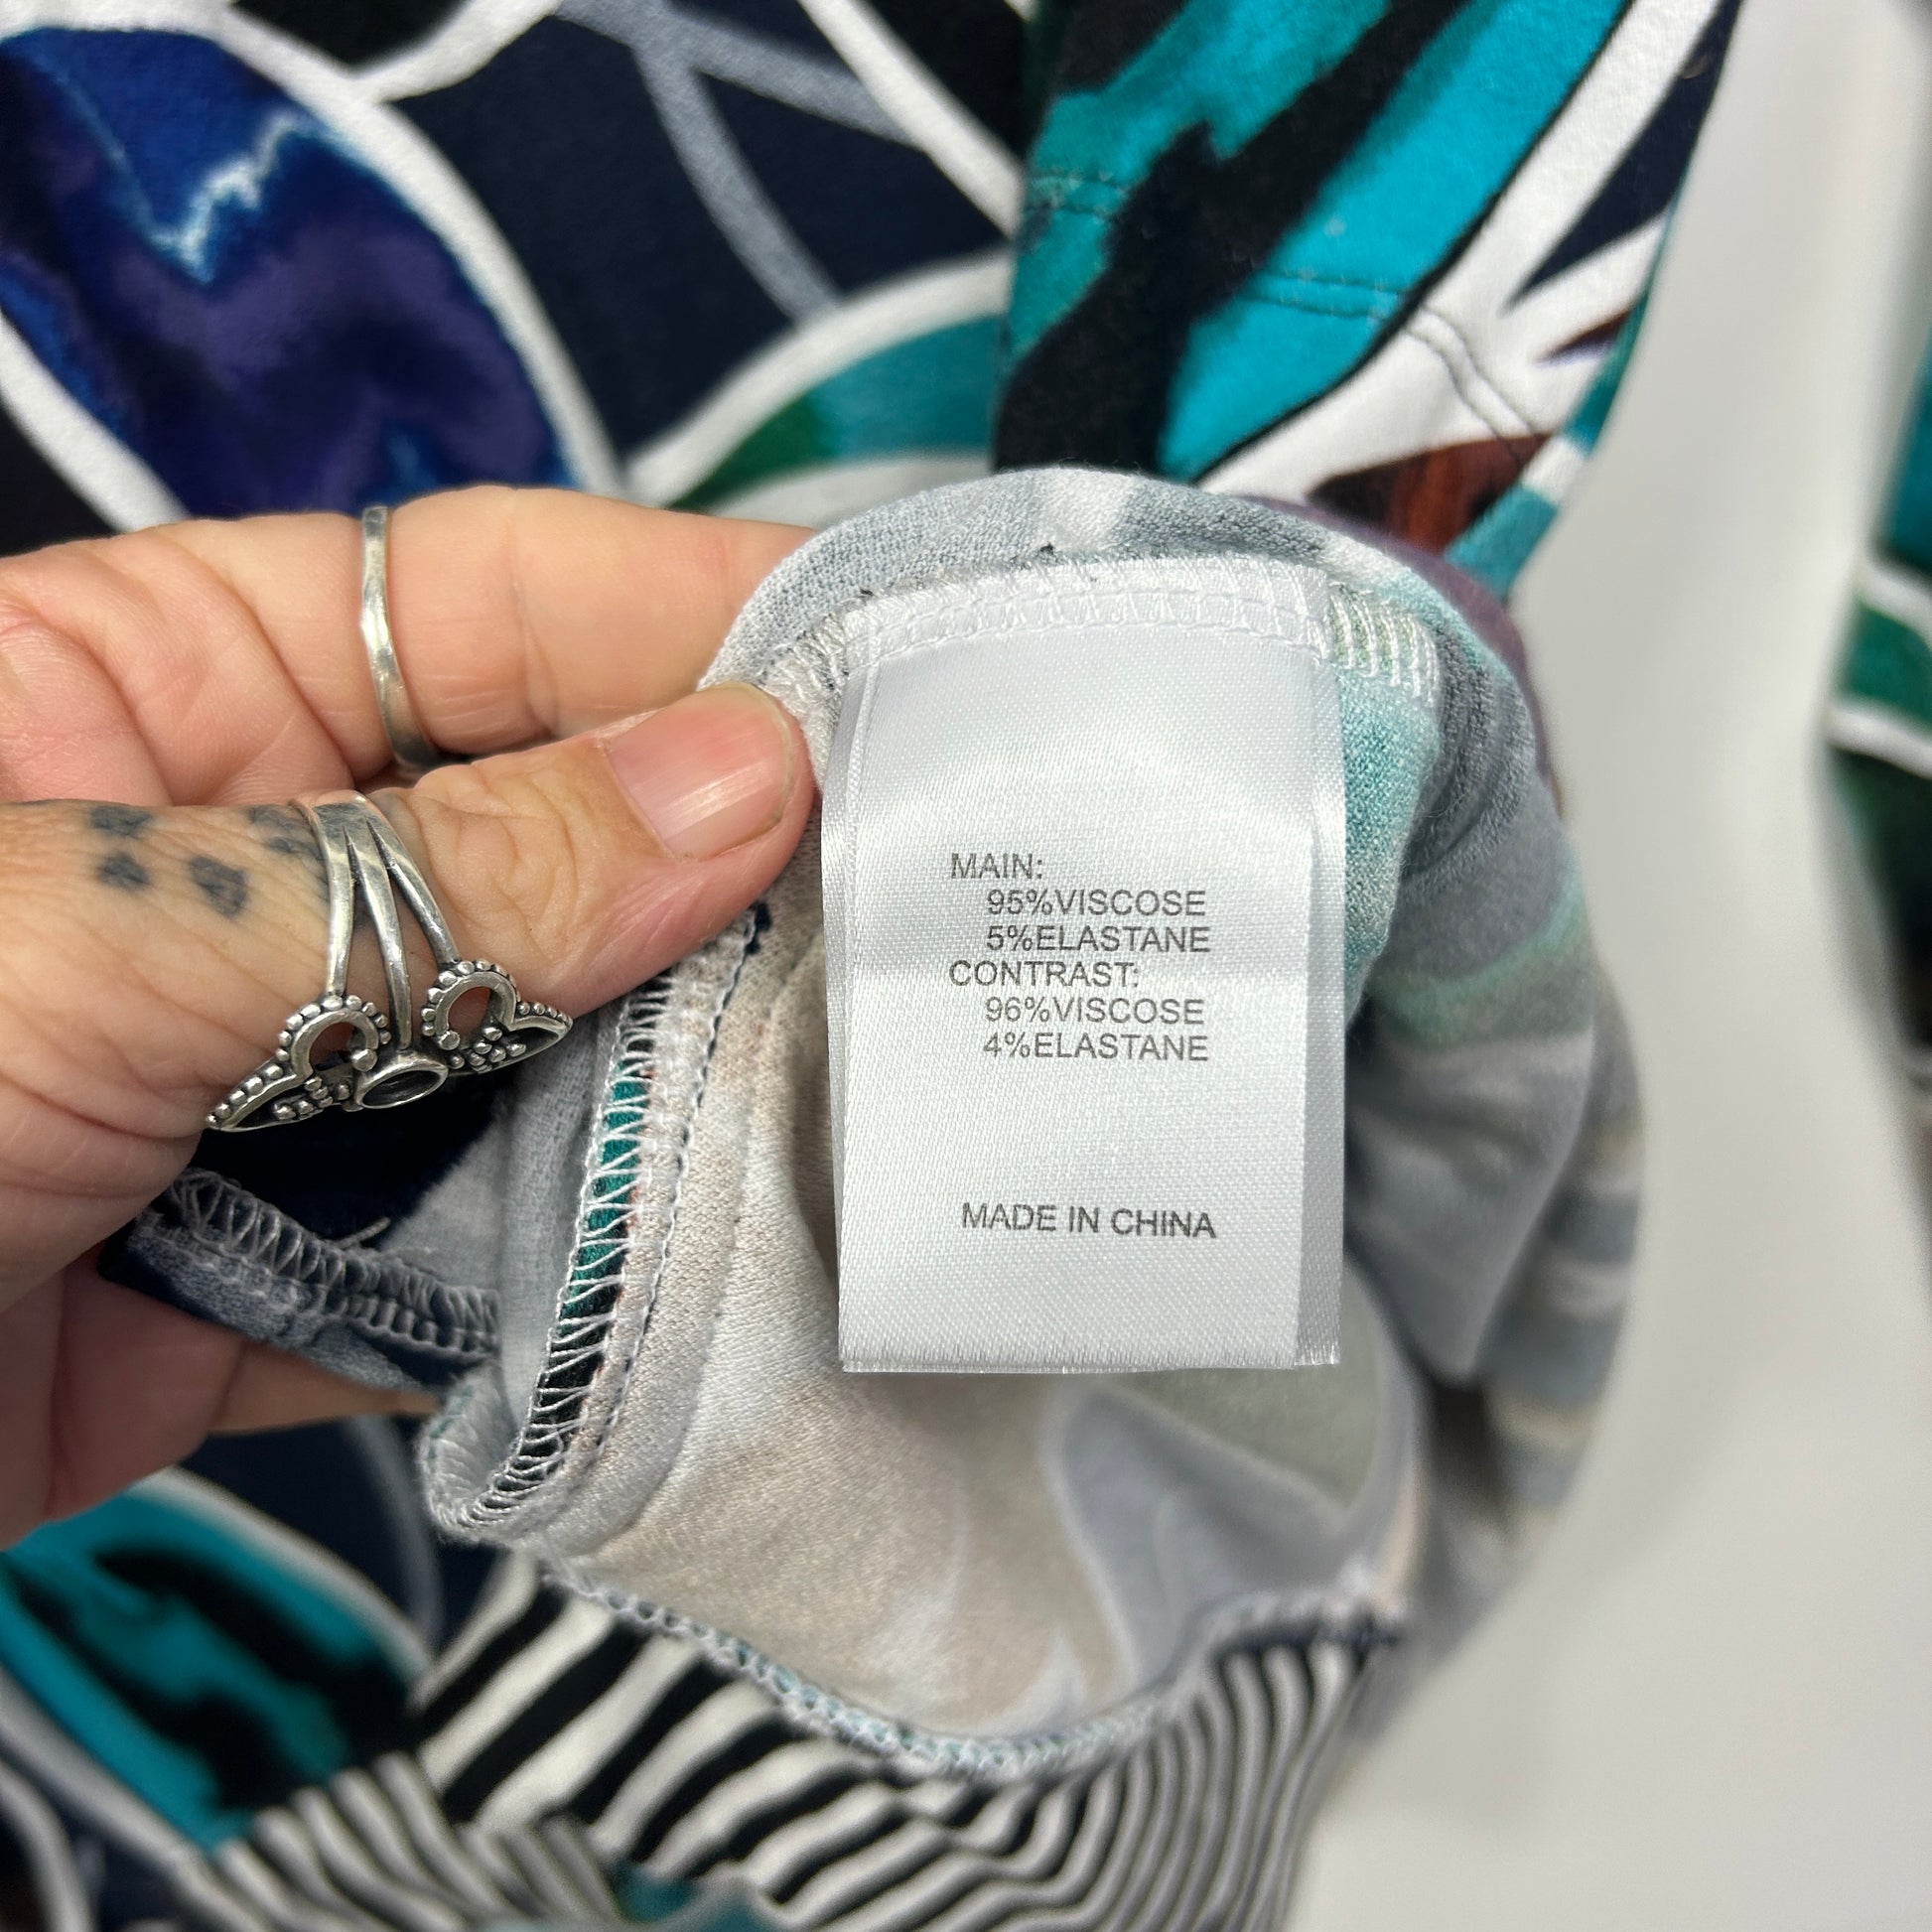 MAIN:
95%VISCOSE
5%ELASTANE
CONTRAST:
96%VISCOSE
4%ELASTANE
MADE IN CHINA